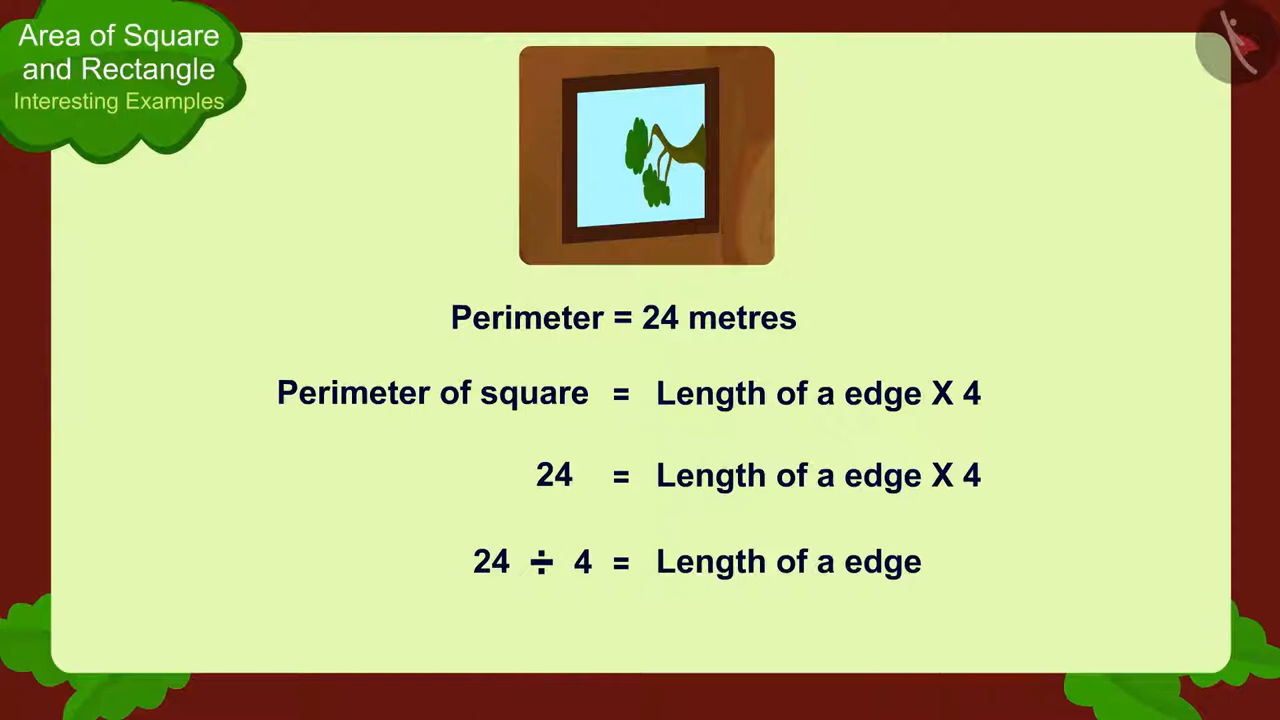 Area of Square
and Rectangle
Interesting Examples
Perimeter = 24 metres
Perimeter of square = Length of a edge X 4
24 = Length of a edge X 4
24 ÷ 4 = Length of a edge